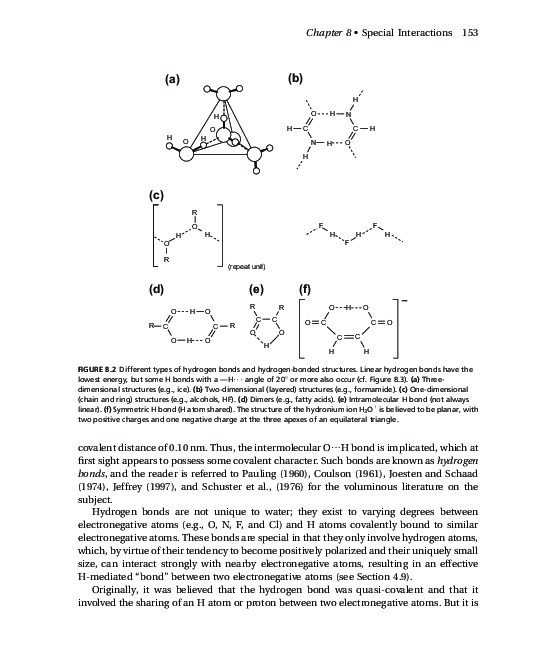 Chapter 8 • Special Interactions 153
(a)
(b)
(c)
(repeat unit)
(d)
(e)
(f)
FIGURE 8.2 Different types of hydrogen bonds and hydrogen-bonded structures. Linear hydrogen bonds have the
lowest energy, but some H bonds with a —H··· angle of 20° or more also occur (cf. Figure 8.3). (a) Three-
dimensional structures (e.g., ice). (b) Two-dimensional (layered) structures (e.g., formamide). (c) One-dimensional
(chain and ring) structures (e.g., alcohols, HF). (d) Dimers (e.g., fatty acids). (e) Intramolecular H bond (not always
linear). (f) Symmetric H bond (H atom shared). The structure of the hydronium ion H₃O⁺ is believed to be planar, with
two positive charges and one negative charge at the three apexes of an equilateral triangle.
covalent distance of 0.10 nm. Thus, the intermolecular O···H bond is implicated, which at
first sight appears to possess some covalent character. Such bonds are known as hydrogen
bonds, and the reader is referred to Pauling (1960), Coulson (1961), Joesten and Schaad
(1974), Jeffrey (1997), and Schuster et al., (1976) for the voluminous literature on the
subject.
Hydrogen bonds are not unique to water; they exist to varying degrees between
electronegative atoms (e.g., O, N, F, and Cl) and H atoms covalently bound to similar
electronegative atoms. These bonds are special in that they only involve hydrogen atoms,
which, by virtue of their tendency to become positively polarized and their uniquely small
size, can interact strongly with nearby electronegative atoms, resulting in an effective
H-mediated “bond” between two electronegative atoms (see Section 4.9).
Originally, it was believed that the hydrogen bond was quasi-covalent and that it
involved the sharing of an H atom or proton between two electronegative atoms. But it is